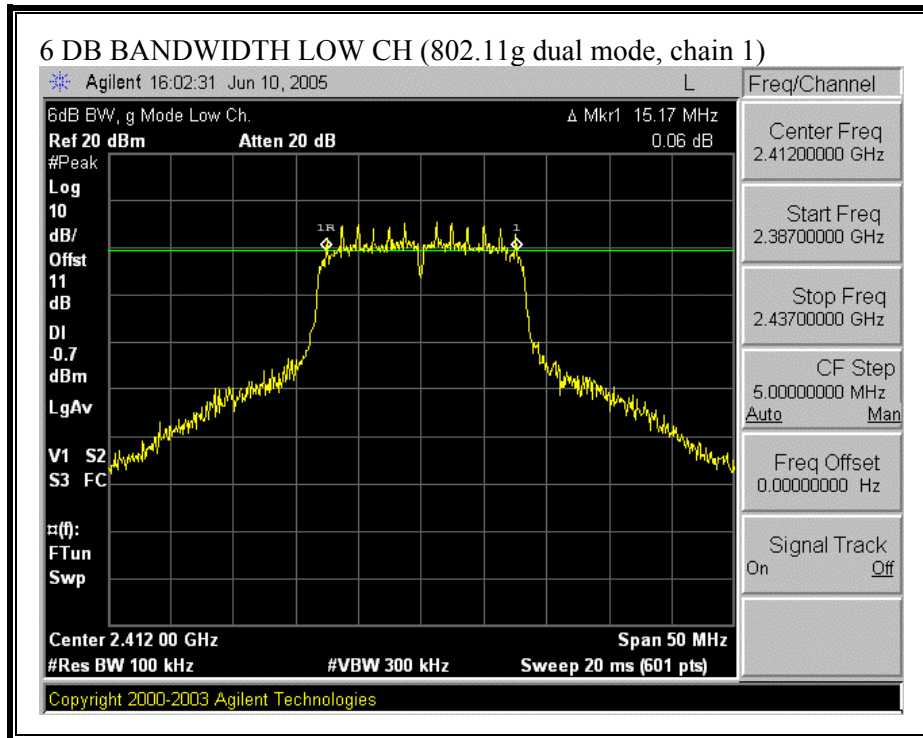 6 DB BANDWIDTH LOW CH (802.11g dual mode, chain 1)
Agilent 16:02:31 Jun 10, 2005 L
6dB BW, g Mode Low Ch. Δ Mkr1 15.17 MHz
Ref 20 dBm Atten 20 dB 0.06 dB
#Peak
Log
10
dB/
Offst
11
dB
DI
-0.7
dBm
LgAv
V1 S2
S3 FC
¤(f):
FTun
Swp
1R
1
Center 2.412 00 GHz Span 50 MHz
#Res BW 100 kHz #VBW 300 kHz Sweep 20 ms (601 pts)
Copyright 2000-2003 Agilent Technologies
Freq/Channel
Center Freq
2.41200000 GHz
Start Freq
2.38700000 GHz
Stop Freq
2.43700000 GHz
CF Step
5.00000000 MHz
Auto Man
Freq Offset
0.00000000 Hz
Signal Track
On Off